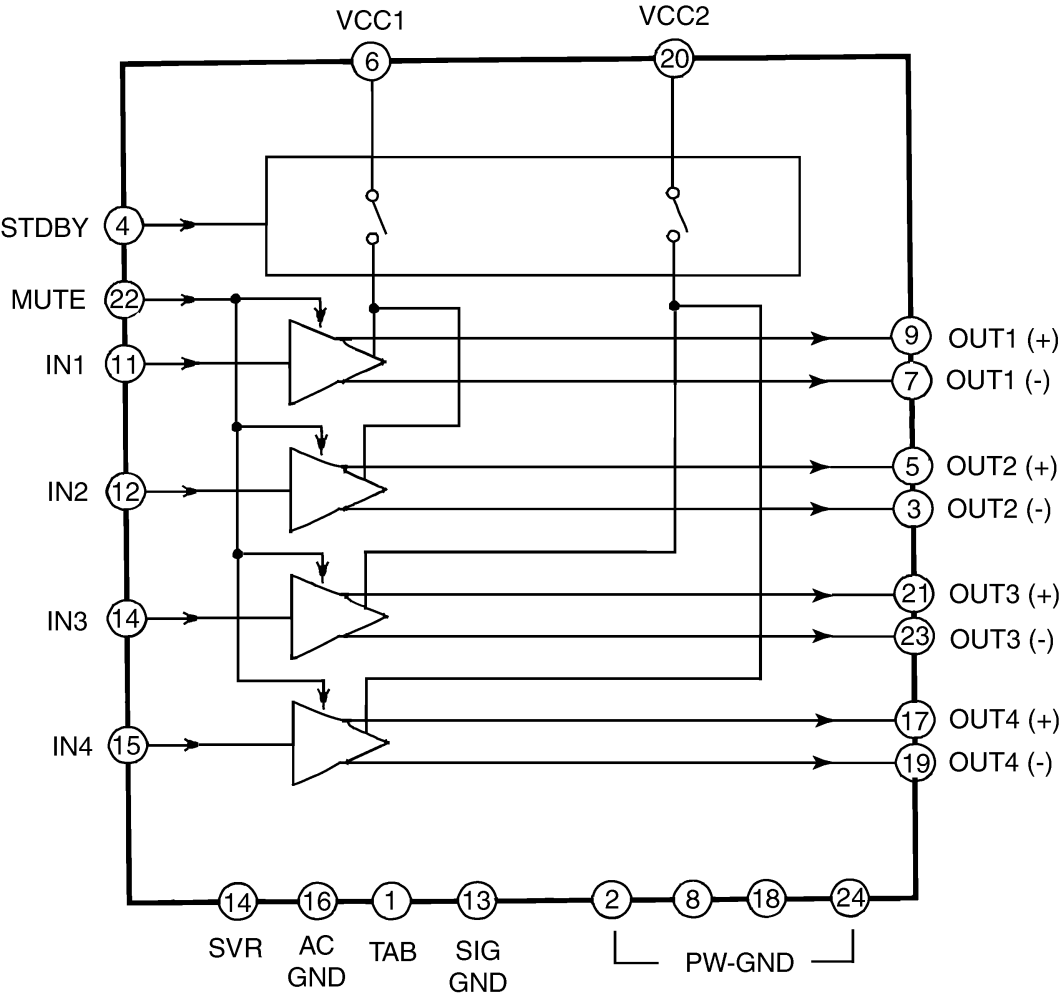 VCC1
VCC2
6
20
STDBY 4
MUTE 22
IN1 11
9 OUT1 (+)
7 OUT1 (-)
IN2 12
5 OUT2 (+)
3 OUT2 (-)
IN3 14
21 OUT3 (+)
23 OUT3 (-)
IN4 15
17 OUT4 (+)
19 OUT4 (-)
14
16
1
13
2
8
18
24
SVR
AC
GND
TAB
SIG
GND
PW-GND